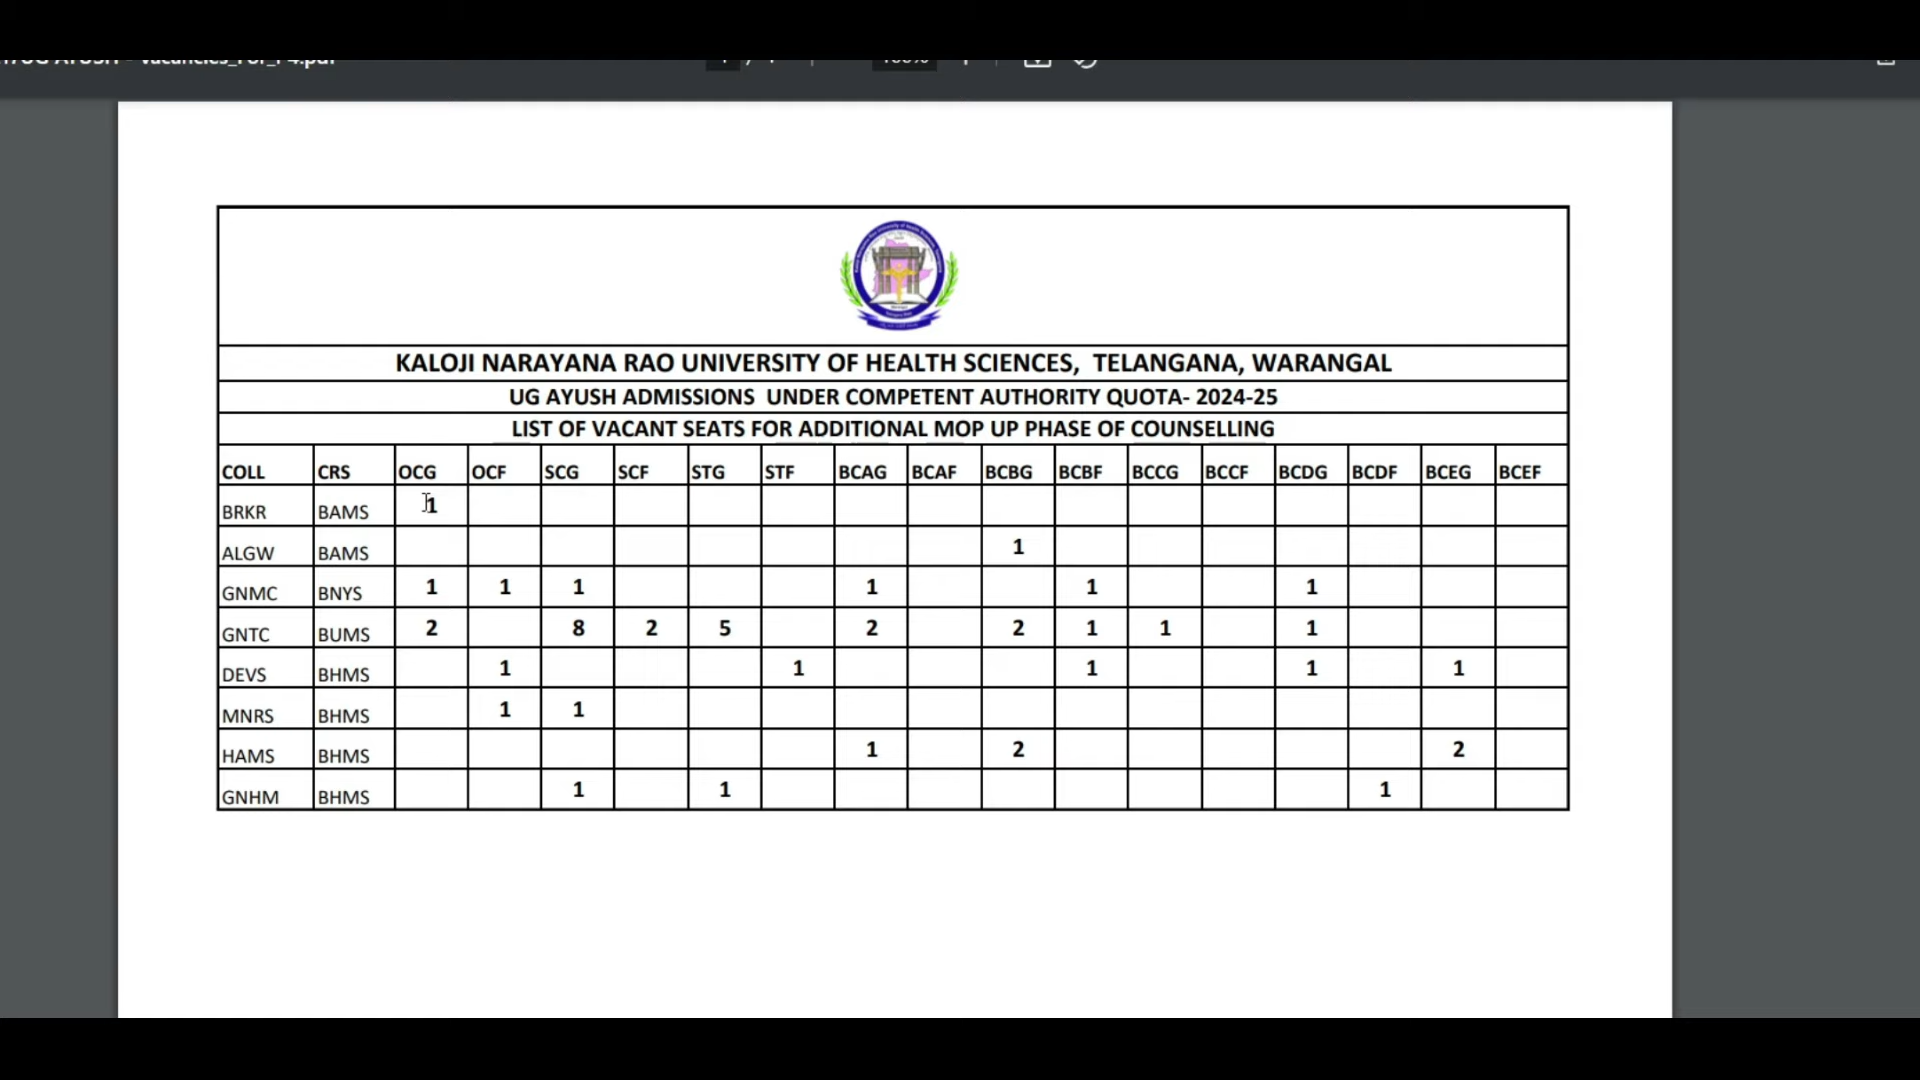 KALOJI NARAYANA RAO UNIVERSITY OF HEALTH SCIENCES, TELANGANA, WARANGAL
UG AYUSH ADMISSIONS UNDER COMPETENT AUTHORITY QUOTA- 2024-25
LIST OF VACANT SEATS FOR ADDITIONAL MOP UP PHASE OF COUNSELLING
COLL CRS OCG OCF SCG SCF STG STF BCAG BCAF BCBG BCBF BCCG BCCF BCDG BCDF BCEG BCEF
BRKR BAMS 1
ALGW BAMS 1
GNMC BNYS 1 1 1 1 1 1
GNTC BUMS 2 8 2 5 2 2 1 1 1
DEVS BHMS 1 1 1 1 1
MNRS BHMS 1 1
HAMS BHMS 1 2 2
GNHM BHMS 1 1 1